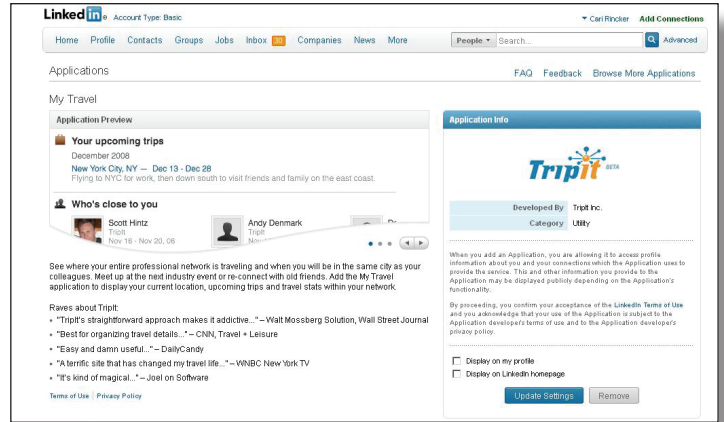 Linked in ® Account Type: Basic
Cari Rincker Add Connections
Home Profile Contacts Groups Jobs Inbox 30 Companies News More
People Search... Advanced
Applications
FAQ Feedback Browse More Applications
My Travel
Application Preview
Your upcoming trips
December 2008
New York City, NY — Dec 13 - Dec 28
Flying to NYC for work, then down south to visit friends and family on the east coast.
Who's close to you
Scott Hintz
TripIt
Nov 16 - Nov 20, 06
Andy Denmark
TripIt
See where your entire professional network is traveling and when you will be in the same city as your
colleagues. Meet up at the next industry event or re-connect with old friends. Add the My Travel
application to display your current location, upcoming trips and travel stats within your network.
Raves about TripIt:
• "TripIt's straightforward approach makes it addictive..." – Walt Mossberg Solution, Wall Street Journal
• "Best for organizing travel details..." – CNN, Travel + Leisure
• "Easy and damn useful..." – DailyCandy
• "A terrific site that has changed my travel life..." – WNBC New York TV
• "It's kind of magical..." – Joel on Software
Terms of Use | Privacy Policy
Application Info
TripIt BETA
Developed By TripIt Inc.
Category Utility
When you add an Application, you are allowing it to access profile
information about you and your connections which the Application uses to
provide the service. This and other information you provide to the
Application may be displayed publicly depending on the Application's
functionality.
By proceeding, you confirm your acceptance of the LinkedIn Terms of Use
and you acknowledge that your use of the Application is subject to the
Application developer's terms of use and to the Application developer's
privacy policy.
Display on my profile
Display on LinkedIn homepage
Update Settings Remove